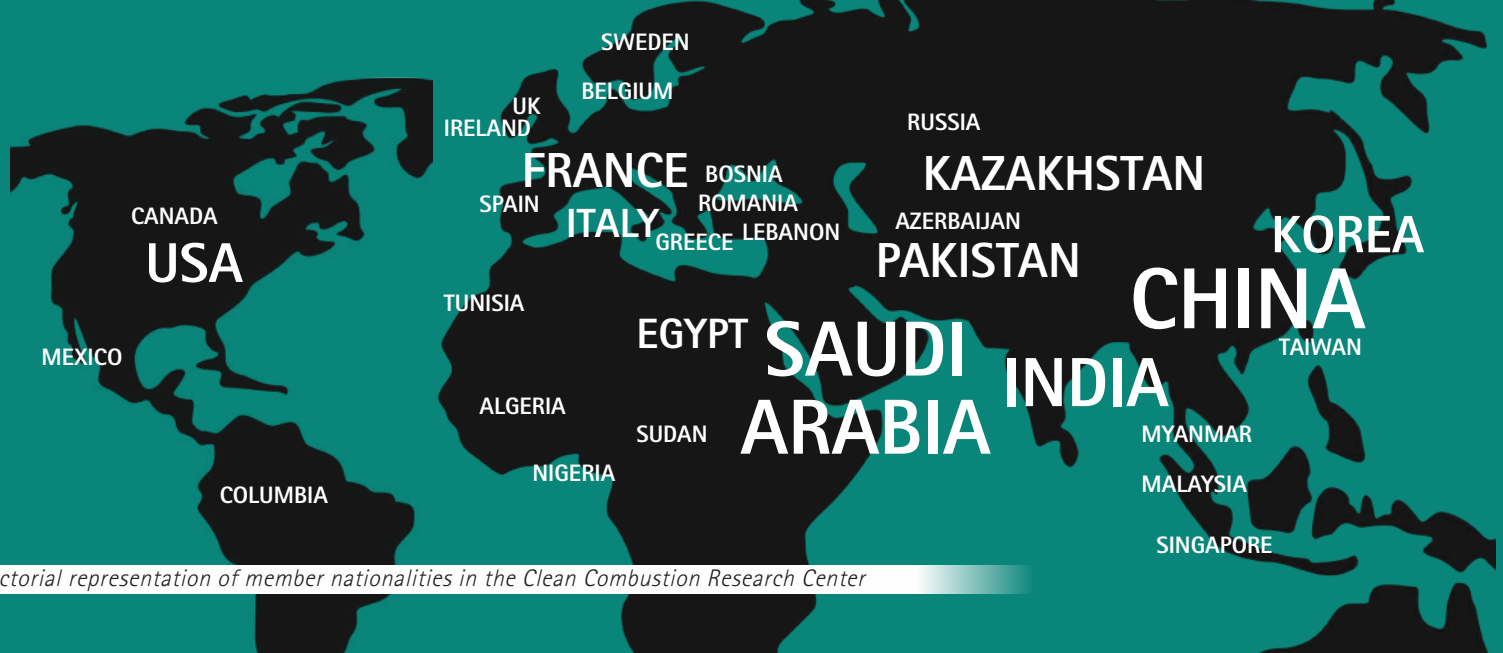 SWEDEN
BELGIUM
UK
IRELAND
RUSSIA
FRANCE
BOSNIA
KAZAKHSTAN
SPAIN
ROMANIA
CANADA
ITALY
GREECE
LEBANON
AZERBAIJAN
KOREA
USA
PAKISTAN
CHINA
TUNISIA
EGYPT
SAUDI
ARABIA
TAIWAN
MEXICO
INDIA
ALGERIA
SUDAN
MYANMAR
NIGERIA
MALAYSIA
COLUMBIA
SINGAPORE
ctorial representation of member nationalities in the Clean Combustion Research Center